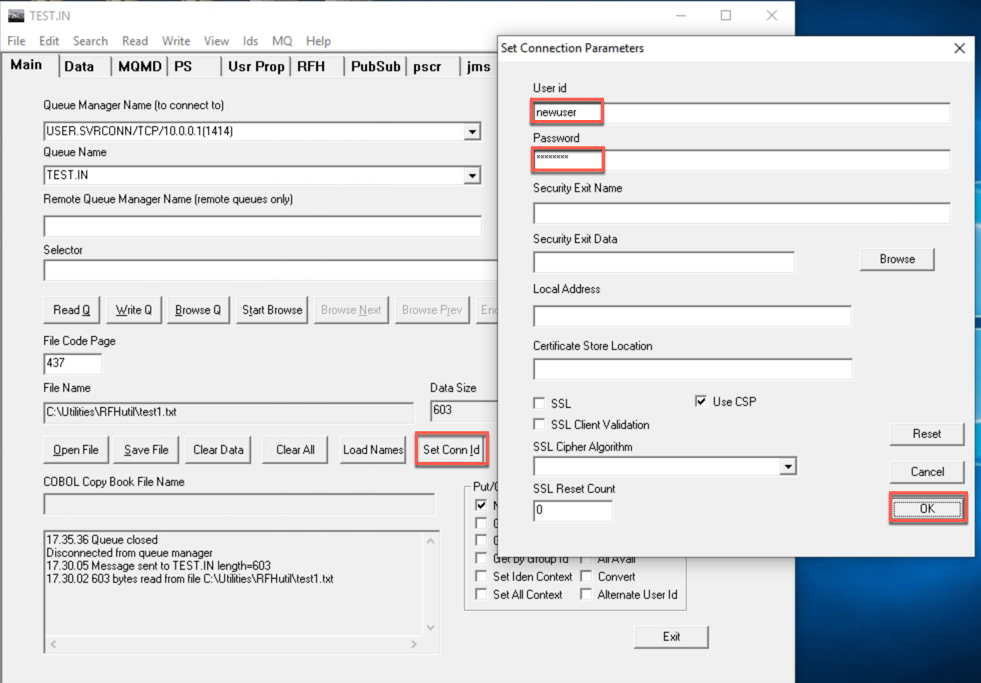 TEST.IN
File Edit Search Read Write View Ids MQ Help
Main Data MQMD PS Usr Prop RFH PubSub pscr jms
Queue Manager Name (to connect to)
USER.SVRCONN/TCP/10.0.0.1(1414)
Queue Name
TEST.IN
Remote Queue Manager Name (remote queues only)
Selector
Read Q Write Q Browse Q Start Browse Browse Next Browse Prev
File Code Page
437
File Name Data Size
C:\Utilities\RFHutil\test1.txt 603
Open File Save File Clear Data Clear All Load Names Set Conn Id
COBOL Copy Book File Name
17.35.36 Queue closed
Disconnected from queue manager
17.30.05 Message sent to TEST.IN length=603
17.30.02 603 bytes read from file C:\Utilities\RFHutil\test1.txt
Get by Group Id All Avail
Set Iden Context Convert
Set All Context Alternate User Id
Exit
Set Connection Parameters
User id
newuser
Password
********
Security Exit Name
Security Exit Data
Browse
Local Address
Certificate Store Location
SSL Use CSP
SSL Client Validation
SSL Cipher Algorithm
SSL Reset Count
0
Reset
Cancel
OK